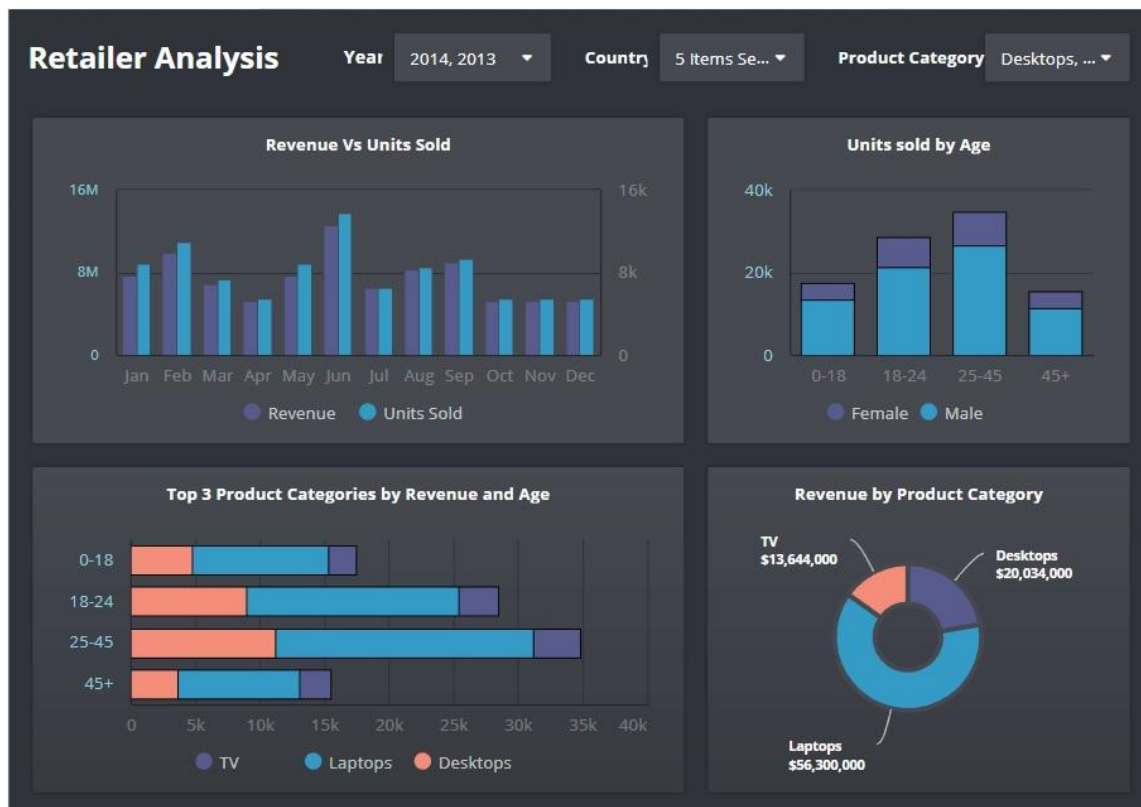 Retailer Analysis
Year 2014, 2013
Country 5 Items Se...
Product Category Desktops, ...
Revenue Vs Units Sold
16M 16k
8M 8k
0 0
Jan Feb Mar Apr May Jun Jul Aug Sep Oct Nov Dec
Revenue Units Sold
Units sold by Age
40k
20k
0
0-18 18-24 25-45 45+
Female Male
Top 3 Product Categories by Revenue and Age
0-18
18-24
25-45
45+
0 5k 10k 15k 20k 25k 30k 35k 40k
TV Laptops Desktops
Revenue by Product Category
TV
$13,644,000
Desktops
$20,034,000
Laptops
$56,300,000